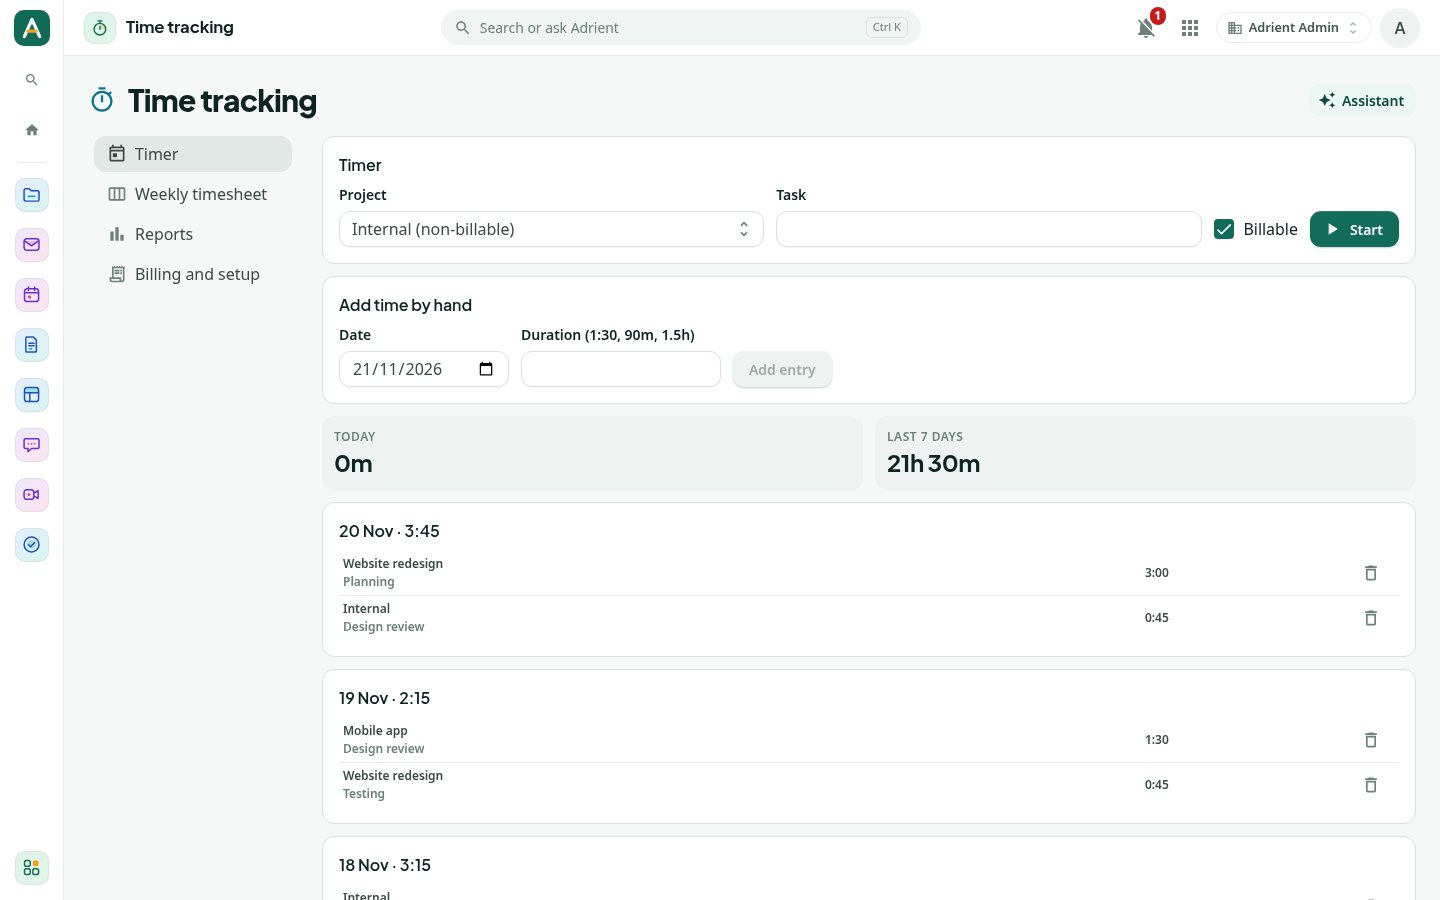 Time tracking
Search or ask Adrient
Ctrl K
1
Adrient Admin
A
Time tracking
Assistant
Timer
Weekly timesheet
Reports
Billing and setup
Timer
Project
Task
Internal (non-billable)
Billable
Start
Add time by hand
Date
Duration (1:30, 90m, 1.5h)
21/11/2026
Add entry
TODAY
0m
LAST 7 DAYS
21h 30m
20 Nov · 3:45
Website redesign
Planning
3:00
Internal
Design review
0:45
19 Nov · 2:15
Mobile app
Design review
1:30
Website redesign
Testing
0:45
18 Nov · 3:15
Internal